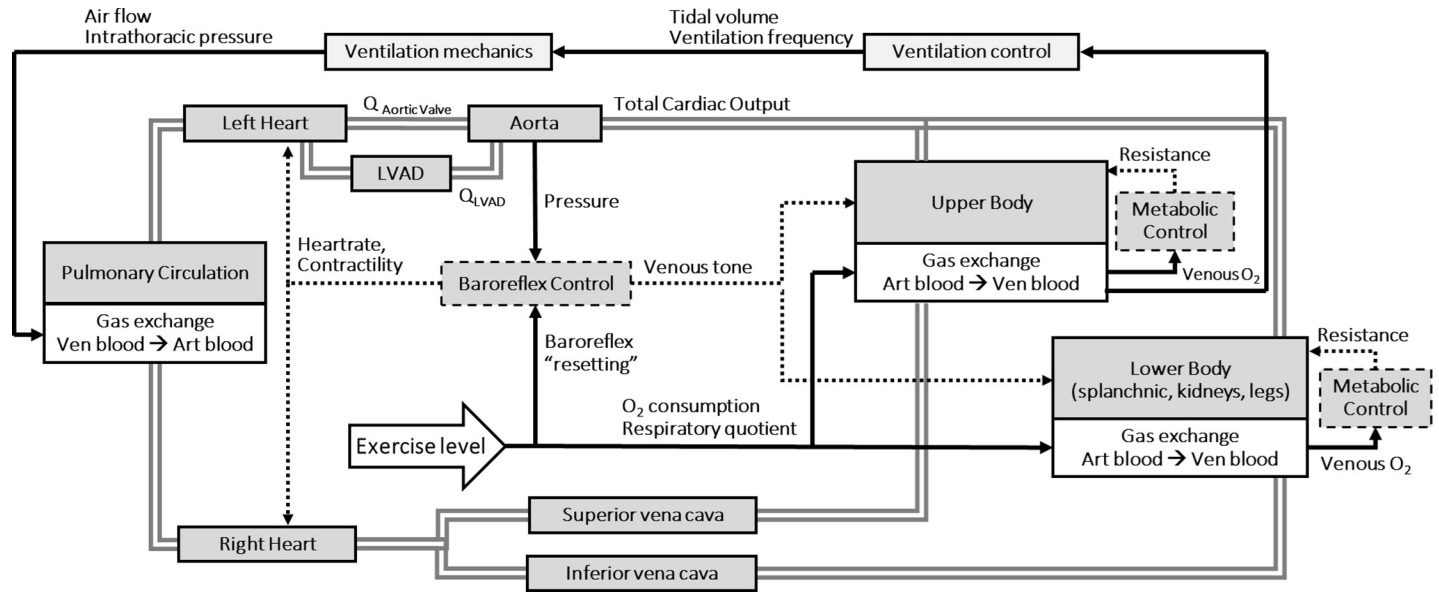 Air flow
Intrathoracic pressure
Ventilation mechanics
Tidal volume
Ventilation frequency
Ventilation control
Left Heart
Q Aortic Valve
Aorta
Total Cardiac Output
LVAD
QLVAD
Pressure
Resistance
Upper Body
Metabolic
Control
Pulmonary Circulation
Heartrate,
Contractility
Baroreflex Control
Venous tone
Gas exchange
Art blood → Ven blood
Venous O2
Gas exchange
Ven blood → Art blood
Baroreflex
"resetting"
Resistance
Lower Body
(splanchnic, kidneys, legs)
Metabolic
Control
Exercise level
O2 consumption
Respiratory quotient
Gas exchange
Art blood → Ven blood
Venous O2
Superior vena cava
Right Heart
Inferior vena cava